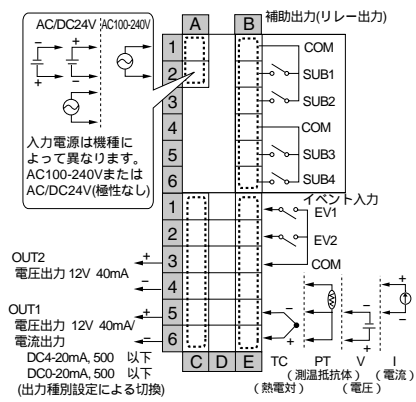 AC/DC24V AC100-240V
入力電源は機種に
よって異なります。
AC100-240Vまたは
AC/DC24V(極性なし)
A B
補助出力(リレー出力)
1 COM
2 SUB1
3 SUB2
4 COM
5 SUB3
6 SUB4
イベント入力
1 EV1
2 EV2
3 COM
4
5
6
C D E
OUT2
電圧出力 12V 40mA
+
−
OUT1
電圧出力 12V 40mA/
電流出力
DC4-20mA, 500 以下
DC0-20mA, 500 以下
(出力種別設定による切換)
+
−
TC PT V I
(熱電対) (測温抵抗体) (電圧) (電流)